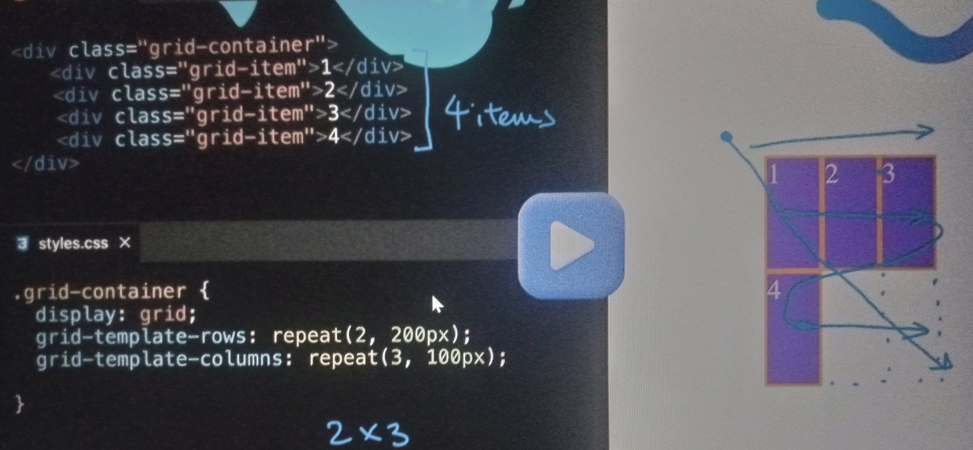 <div class="grid-container">
<div class="grid-item">1</div>
<div class="grid-item">2</div>
<div class="grid-item">3</div>
<div class="grid-item">4</div>
</div>
4 items
3 styles.css ×
.grid-container {
display: grid;
grid-template-rows: repeat(2, 200px);
grid-template-columns: repeat(3, 100px);
}
2×3
1 2 3
4